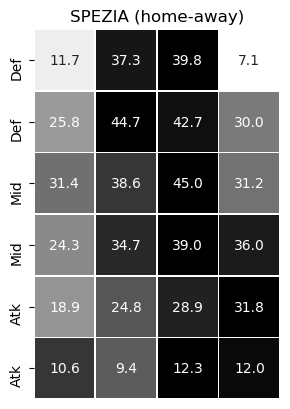 SPEZIA (home-away)
Def 11.7 37.3 39.8 7.1
Def 25.8 44.7 42.7 30.0
Mid 31.4 38.6 45.0 31.2
Mid 24.3 34.7 39.0 36.0
Atk 18.9 24.8 28.9 31.8
Atk 10.6 9.4 12.3 12.0